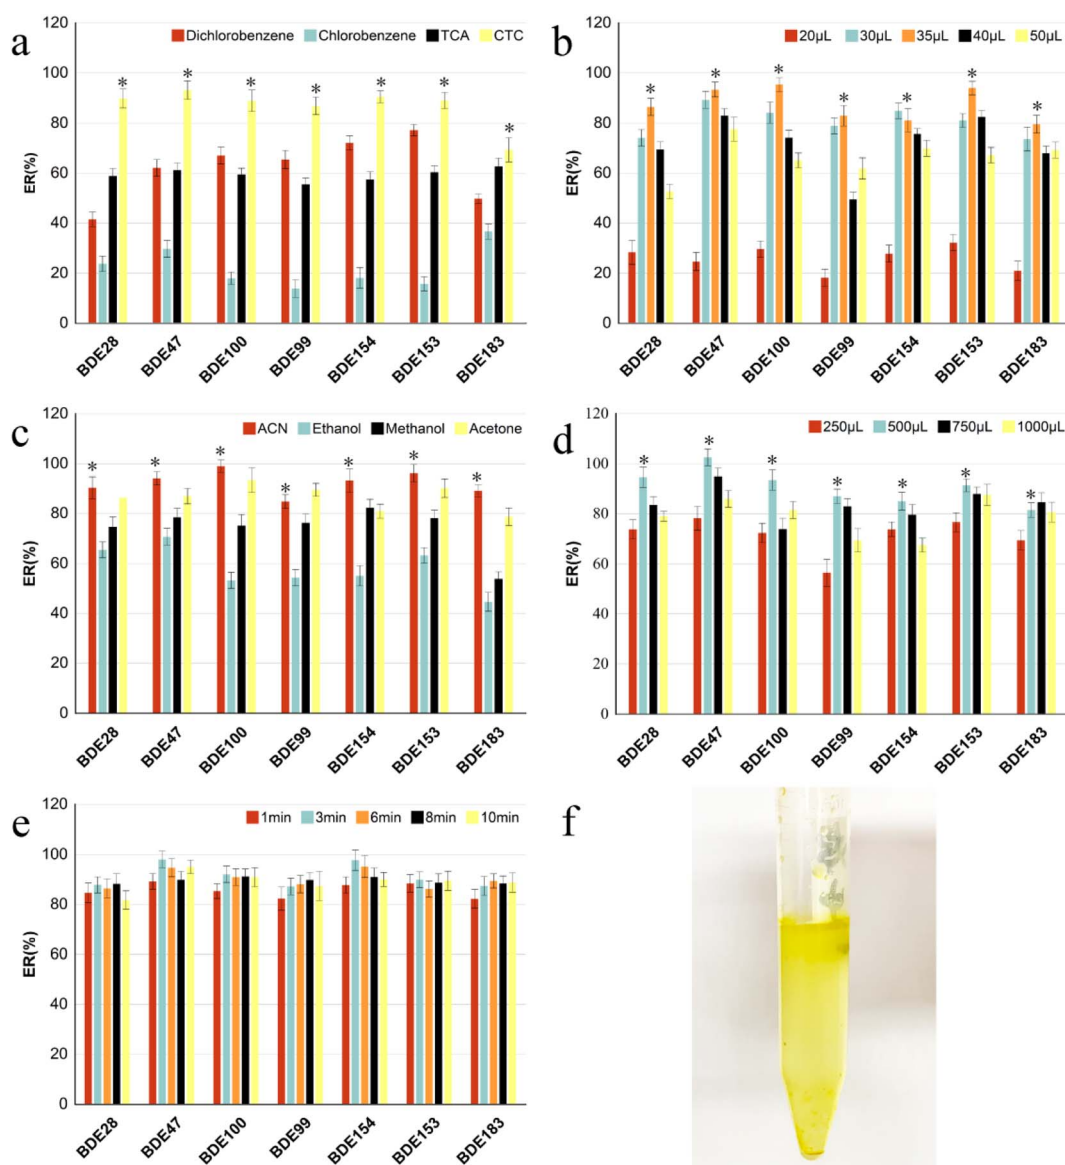 a
Dichlorobenzene Chlorobenzene TCA CTC
ER(%)
120
100
80
60
40
20
0
* * * * * * *
BDE28 BDE47 BDE100 BDE99 BDE154 BDE153 BDE183
b
20μL 30μL 35μL 40μL 50μL
ER(%)
120
100
80
60
40
20
0
* * * * * * *
BDE28 BDE47 BDE100 BDE99 BDE154 BDE153 BDE183
c
ACN Ethanol Methanol Acetone
ER(%)
120
100
80
60
40
20
0
* * * * * * *
BDE28 BDE47 BDE100 BDE99 BDE154 BDE153 BDE183
d
250μL 500μL 750μL 1000μL
ER(%)
120
100
80
60
40
20
0
* * * * * * *
BDE28 BDE47 BDE100 BDE99 BDE154 BDE153 BDE183
e
1min 3min 6min 8min 10min
ER(%)
120
100
80
60
40
20
0
BDE28 BDE47 BDE100 BDE99 BDE154 BDE153 BDE183
f